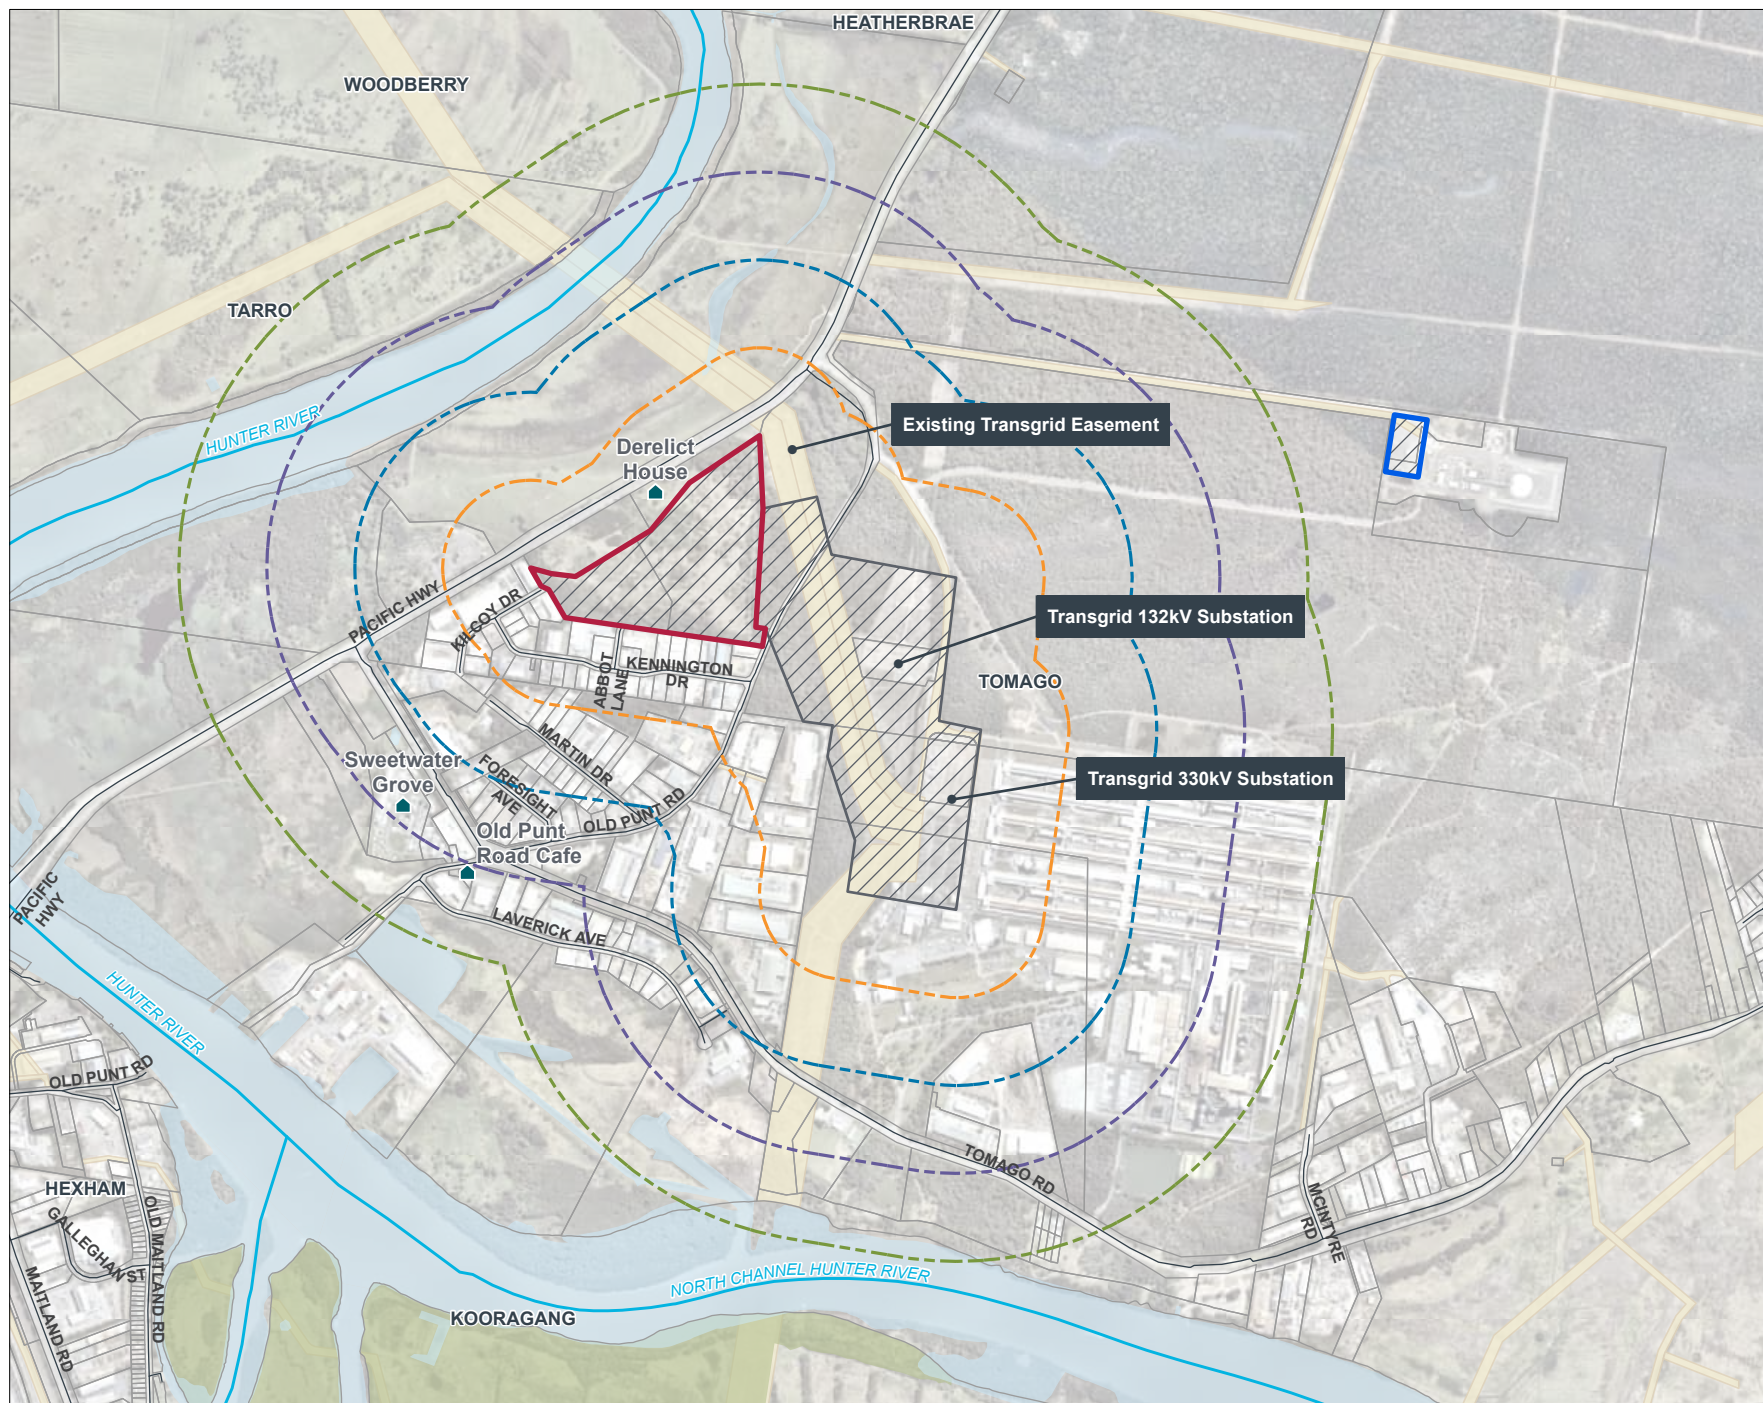 HEATHERBRAE
WOODBERRY
TARRO
HUNTER RIVER
Derelict
House
Existing Transgrid Easement
PACIFIC HWY
KILGOY DR
ABBOT
LANE
KENNINGTON
DR
Transgrid 132kV Substation
TOMAGO
MARTIN DR
Sweetwater
Grove
FORESIGHT
AVE
Transgrid 330kV Substation
OLD PUNT RD
Old Punt
Road Cafe
PACIFIC
HWY
LAVERICK AVE
HUNTER RIVER
OLD PUNT RD
TOMAGO RD
HEXHAM
GALLEGHAN ST
OLD MAITLAND RD
MAITLAND RD
MCINTYRE
RD
NORTH CHANNEL HUNTER RIVER
KOORAGANG